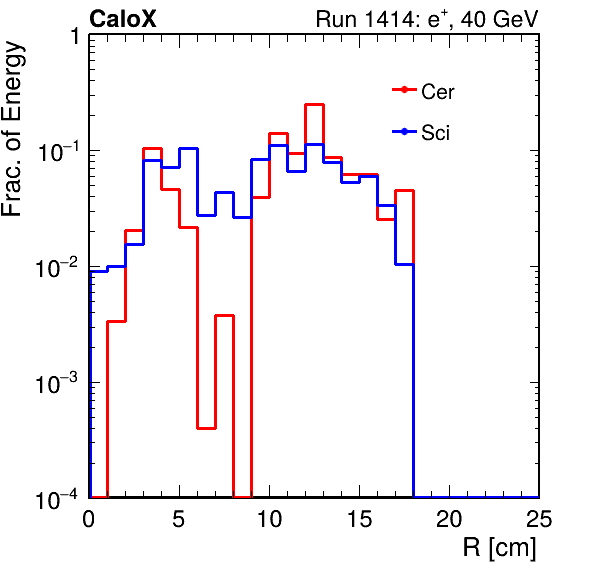 CaloX Run 1414: e⁺, 40 GeV
Frac. of Energy
1
10⁻¹
10⁻²
10⁻³
10⁻⁴
Cer
Sci
0 5 10 15 20 25
R [cm]